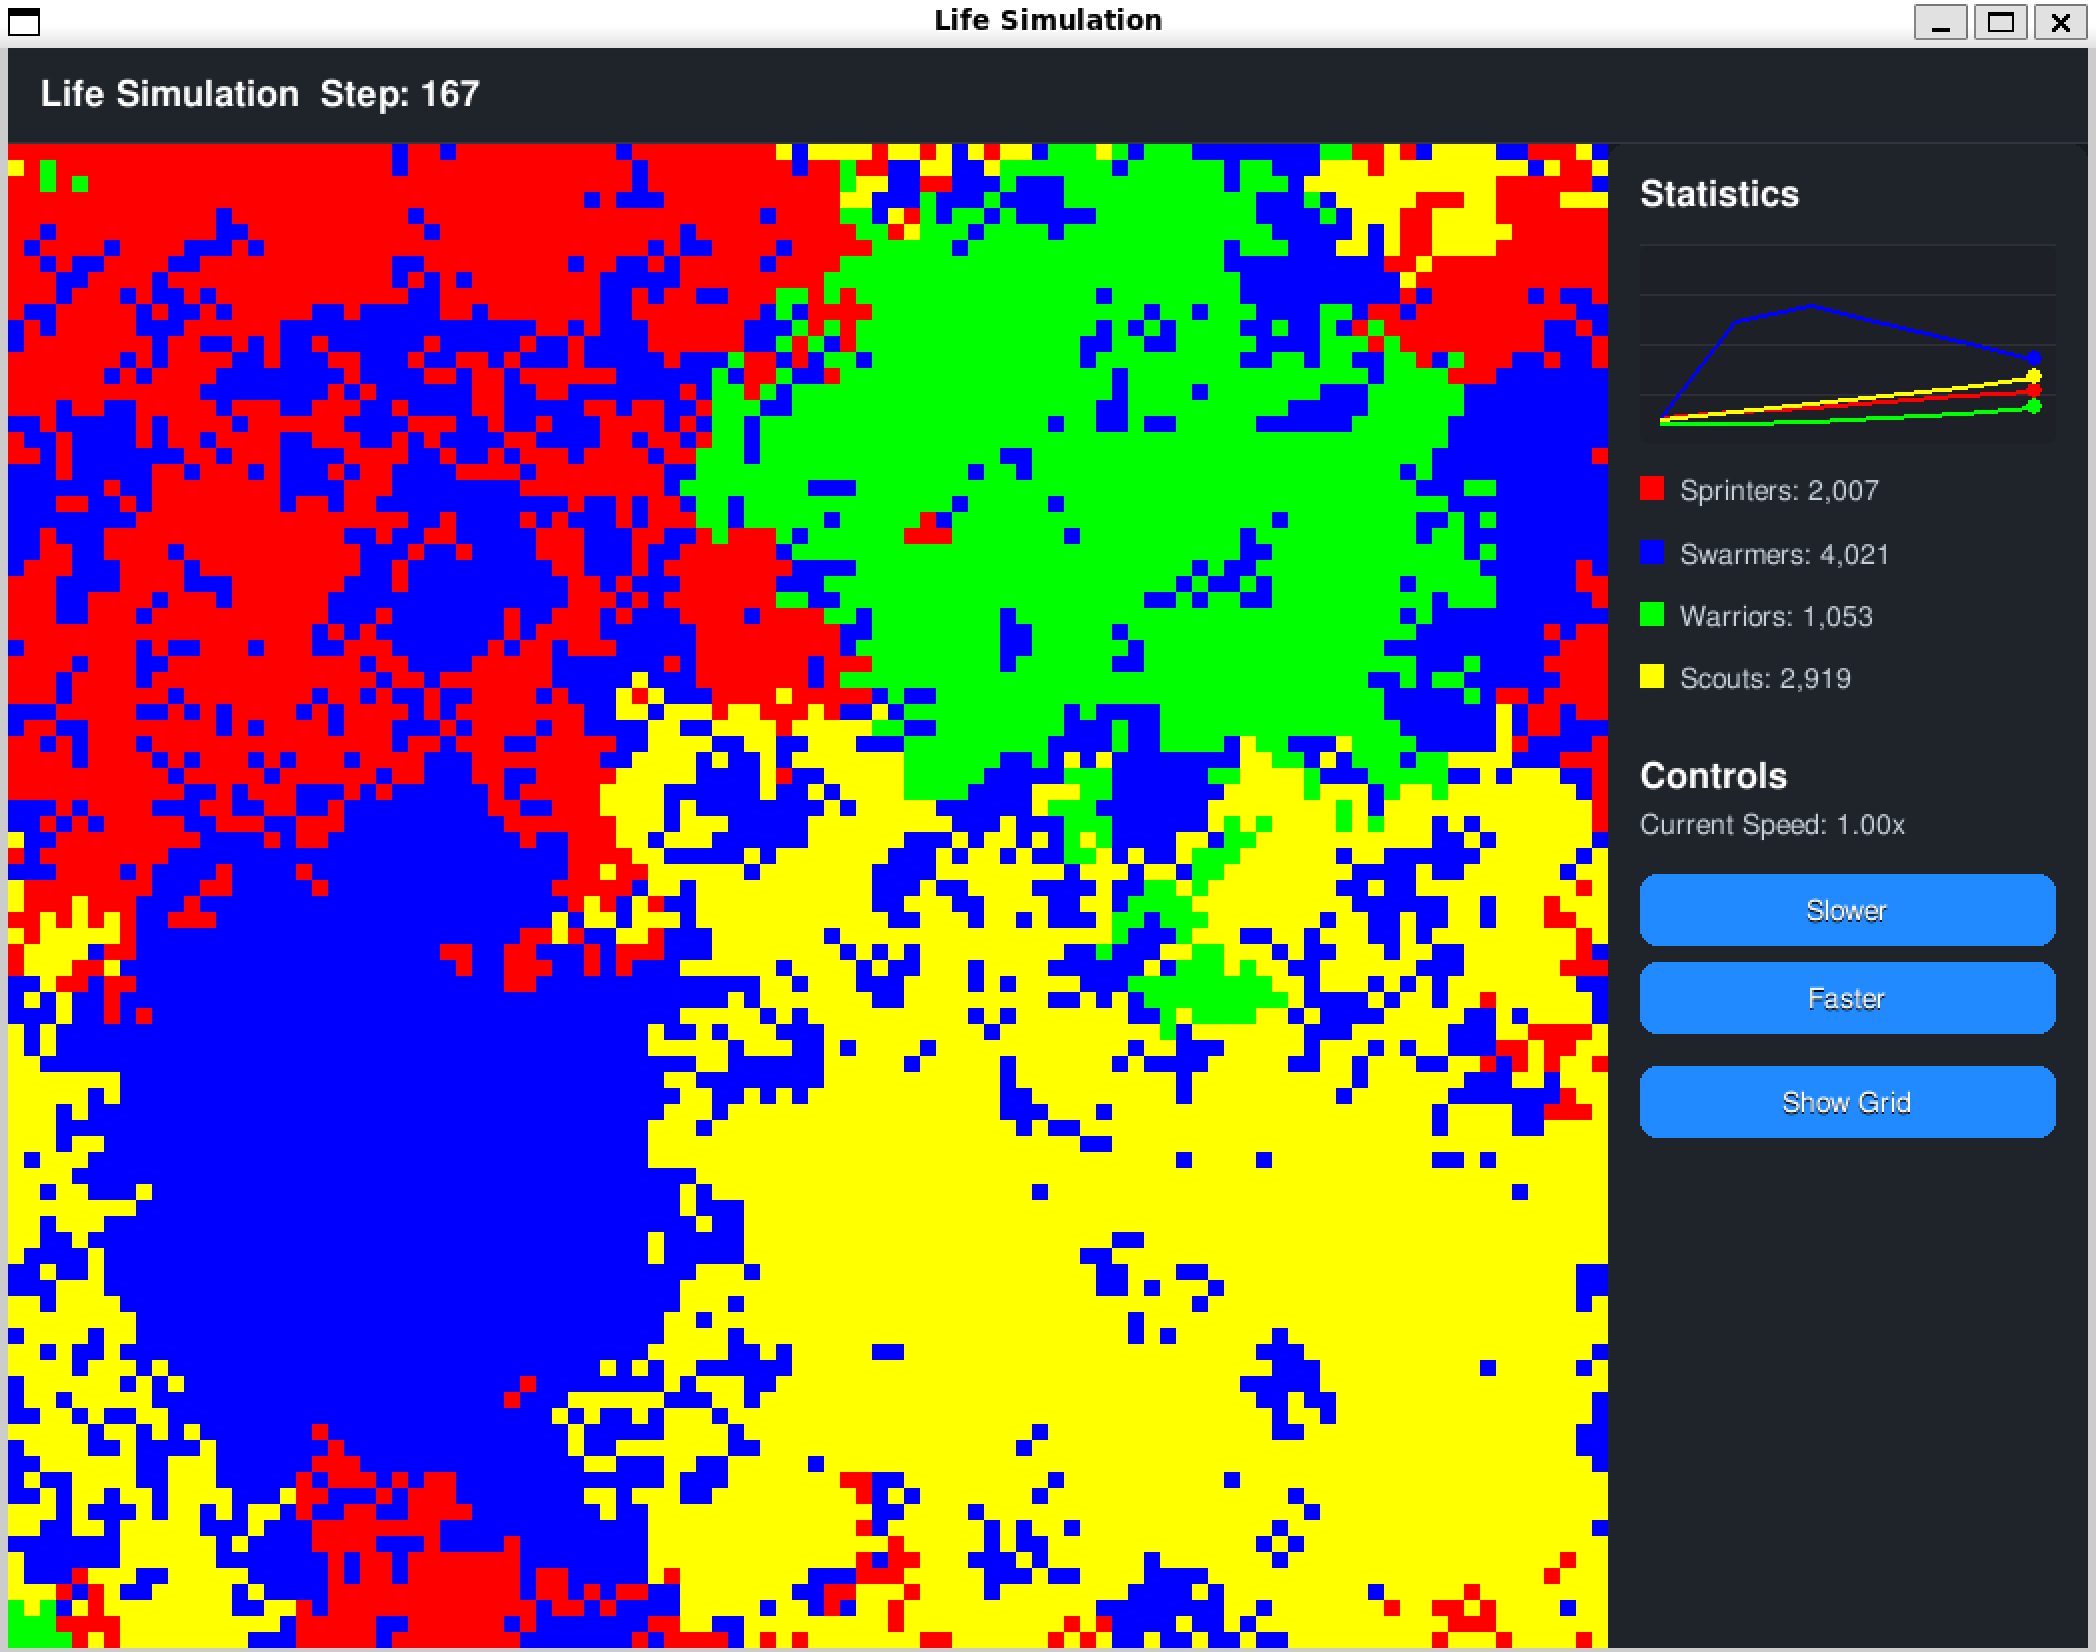 Life Simulation
Life Simulation Step: 167
Statistics
Sprinters: 2,007
Swarmers: 4,021
Warriors: 1,053
Scouts: 2,919
Controls
Current Speed: 1.00x
Slower
Faster
Show Grid